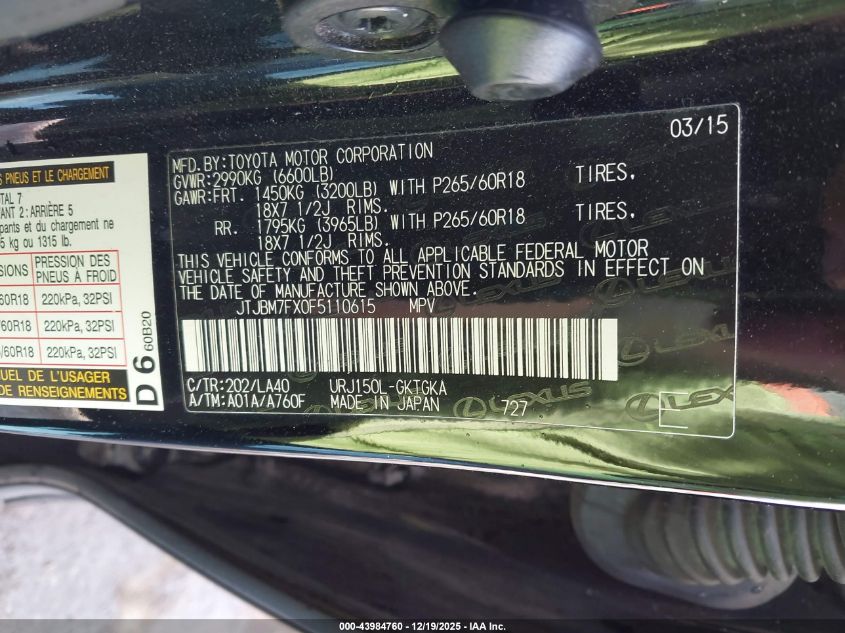 S PNEUS ET LE CHARGEMENT
TAL 7
ANT 2: ARRIÈRE 5
pants et du chargement ne
5 kg ou 1315 lb.
SIONS PRESSION DES PNEUS À FROID
60R18 220kPa, 32PSI
60R18 220kPa, 32PSI
/60R18 220kPa, 32PSI
UEL DE L'USAGER
DE RENSEIGNEMENTS
D 6 60B20
03/15
MFD. BY: TOYOTA MOTOR CORPORATION
GVWR: 2990KG (6600LB)
GAWR: FRT. 1450KG (3200LB) WITH P265/60R18 TIRES,
18X7 1/2J RIMS.
RR. 1795KG (3965LB) WITH P265/60R18 TIRES,
18X7 1/2J RIMS.
THIS VEHICLE CONFORMS TO ALL APPLICABLE FEDERAL MOTOR
VEHICLE SAFETY AND THEFT PREVENTION STANDARDS IN EFFECT ON
THE DATE OF MANUFACTURE SHOWN ABOVE.
JTJBM7FX0F5110615 MPV
C/TR: 202/LA40 URJ150L-GKTGKA
A/TM: A01A/A760F MADE IN JAPAN 727
LEXUS
LEXUS
000-43984760 - 12/19/2025 - IAA Inc.